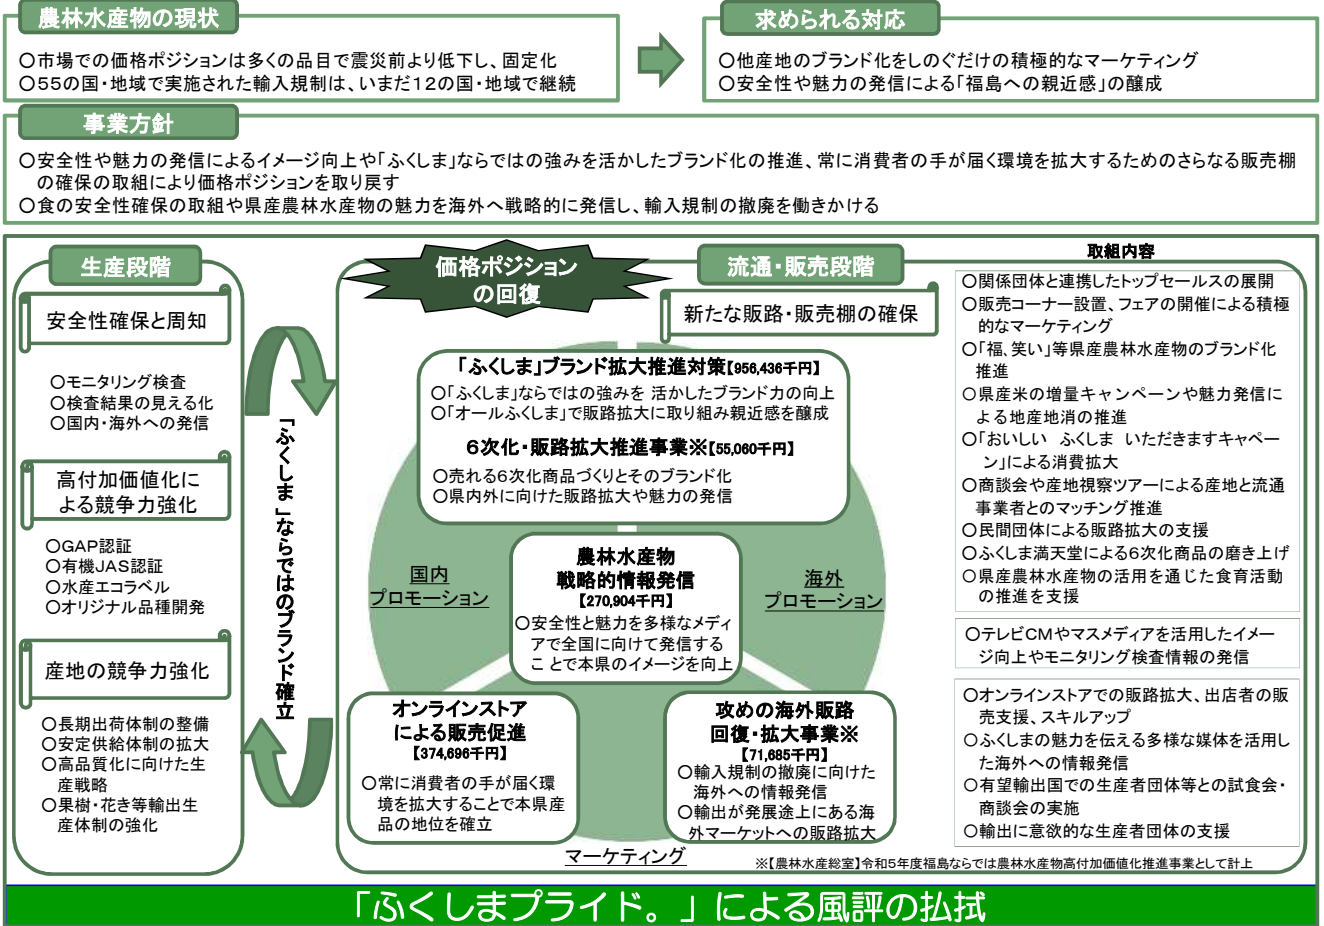 農林水産物の現状
○市場での価格ポジションは多くの品目で震災前より低下し、固定化
○55の国・地域で実施された輸入規制は、いまだ12の国・地域で継続
求められる対応
○他産地のブランド化をしのぐだけの積極的なマーケティング
○安全性や魅力の発信による「福島への親近感」の醸成
事業方針
○安全性や魅力の発信によるイメージ向上や「ふくしま」ならではの強みを活かしたブランド化の推進、常に消費者の手が届く環境を拡大するためのさらなる販売棚
の確保の取組により価格ポジションを取り戻す
○食の安全性確保の取組や県産農林水産物の魅力を海外へ戦略的に発信し、輸入規制の撤廃を働きかける
生産段階
安全性確保と周知
○モニタリング検査
○検査結果の見える化
○国内・海外への発信
高付加価値化に
よる競争力強化
○GAP認証
○有機JAS認証
○水産エコラベル
○オリジナル品種開発
産地の競争力強化
○長期出荷体制の整備
○安定供給体制の拡大
○高品質化に向けた生
産戦略
○果樹・花き等輸出生
産体制の強化
「ふくしま」ならではのブランド確立
価格ポジション
の回復
流通・販売段階
新たな販路・販売棚の確保
「ふくしま」ブランド拡大推進対策【956,436千円】
○「ふくしま」ならではの強みを 活かしたブランド力の向上
○「オールふくしま」で販路拡大に取り組み親近感を醸成
6次化・販路拡大推進事業※【55,060千円】
○売れる6次化商品づくりとそのブランド化
○県内外に向けた販路拡大や魅力の発信
国内
プロモーション
農林水産物
戦略的情報発信
【270,904千円】
○安全性と魅力を多様なメディ
アで全国に向けて発信する
こ とで本県のイメージを向上
海外
プロモーション
オンラインストア
による販売促進
【374,696千円】
○常に消費者の手が届く環
境を拡大することで本県産
品の地位を確立
攻めの海外販路
回復・拡大事業※
【71,685千円】
○輸入規制の撤廃に向けた
海外への情報発信
○輸出が発展途上にある海
外マーケットへの販路拡大
マーケティング
取組内容
○関係団体と連携したトップセールスの展開
○販売コーナー設置、フェアの開催による積極
的なマーケティング
○「福、笑い」等県産農林水産物のブランド化
推進
○県産米の増量キャンペーンや魅力発信に
よる地産地消の推進
○「おいしい ふくしま いただきますキャペー
ン」による消費拡大
○商談会や産地視察ツアーによる産地と流通
事業者とのマッチング推進
○民間団体による販路拡大の支援
○ふくしま満天堂による6次化商品の磨き上げ
○県産農林水産物の活用を通じた食育活動
の推進を支援
○テレビCMやマスメディアを活用したイメー
ジ向上やモニタリング検査情報の発信
○オンラインストアでの販路拡大、出店者の販
売支援、スキルアップ
○ふくしまの魅力を伝える多様な媒体を活用し
た海外への情報発信
○有望輸出国での生産者団体等との試食会・
商談会の実施
○輸出に意欲的な生産者団体の支援
※【農林水産総室】令和5年度福島ならでは農林水産物高付加価値化推進事業として計上
「ふくしまプライド。」による風評の払拭